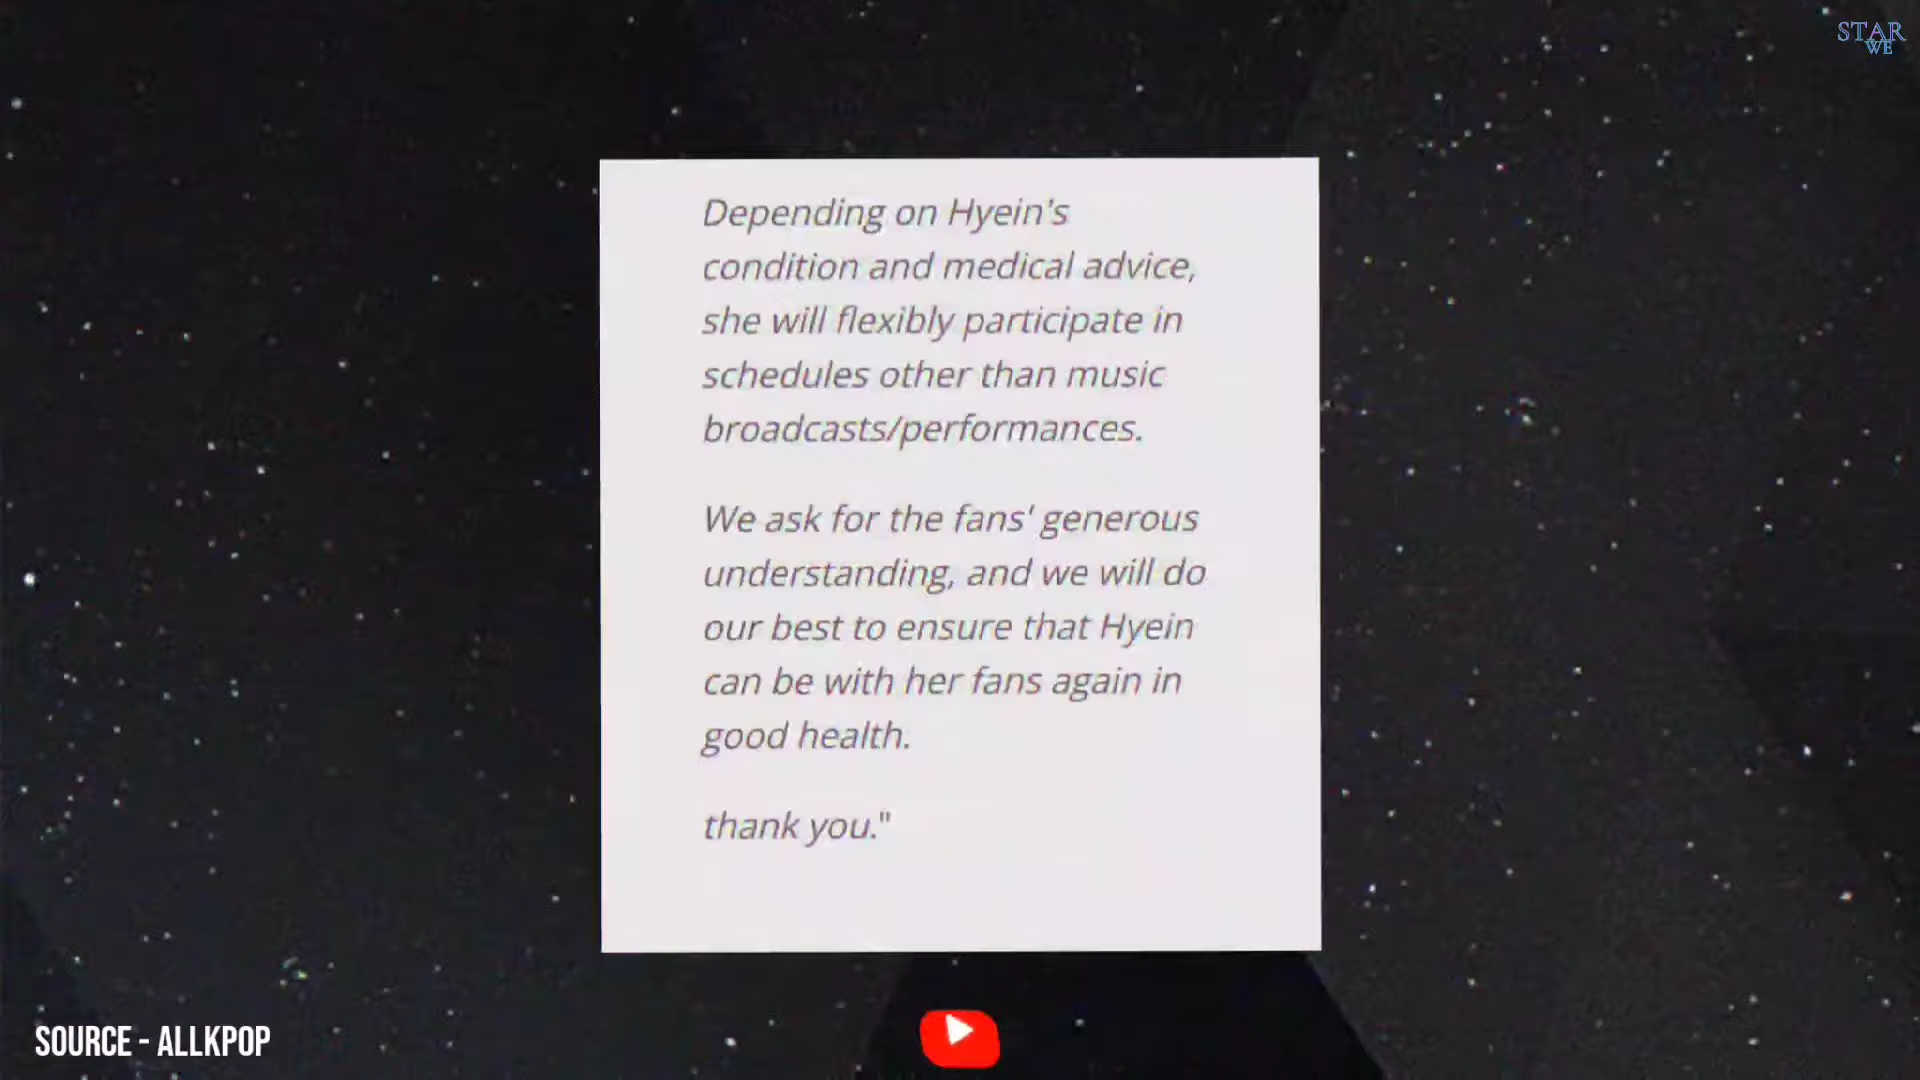 STAR
WE
Depending on Hyein's
condition and medical advice,
she will flexibly participate in
schedules other than music
broadcasts/performances.
We ask for the fans' generous
understanding, and we will do
our best to ensure that Hyein
can be with her fans again in
good health.
thank you."
SOURCE - ALLKPOP